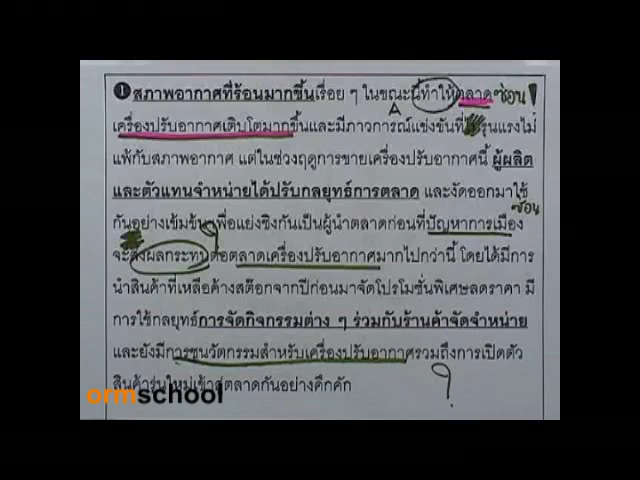 ❶ สภาพอากาศที่ร้อนมากขึ้นเรื่อย ๆ ในขณะนี้ทำให้ตลาด ซ่อน
A
เครื่องปรับอากาศเติบโตมากขึ้นและมีภาวการณ์แข่งขันที่รุนแรงไม่
แพ้กับสภาพอากาศ แต่ในช่วงฤดูการขายเครื่องปรับอากาศนี้ ผู้ผลิต
และตัวแทนจำหน่ายได้ปรับกลยุทธ์การตลาด และงัดออกมาใช้
ซ้อน
กันอย่างเข้มข้นเพื่อแย่งชิงกันเป็นผู้นำตลาดก่อนที่ปัญหาการเมือง
จะส่งผลกระทบต่อตลาดเครื่องปรับอากาศมากไปกว่านี้ โดยได้มีการ
นำสินค้าที่เหลือค้างสต๊อกจากปีก่อนมาจัดโปรโมชั่นพิเศษลดราคา มี
การใช้กลยุทธ์การจัดกิจกรรมต่าง ๆ ร่วมกับร้านค้าจัดจำหน่าย
และยังมีการชูนวัตกรรมสำหรับเครื่องปรับอากาศรวมถึงการเปิดตัว
สินค้ารุ่นใหม่เข้าสู่ตลาดกันอย่างคึกคัก
ormschool